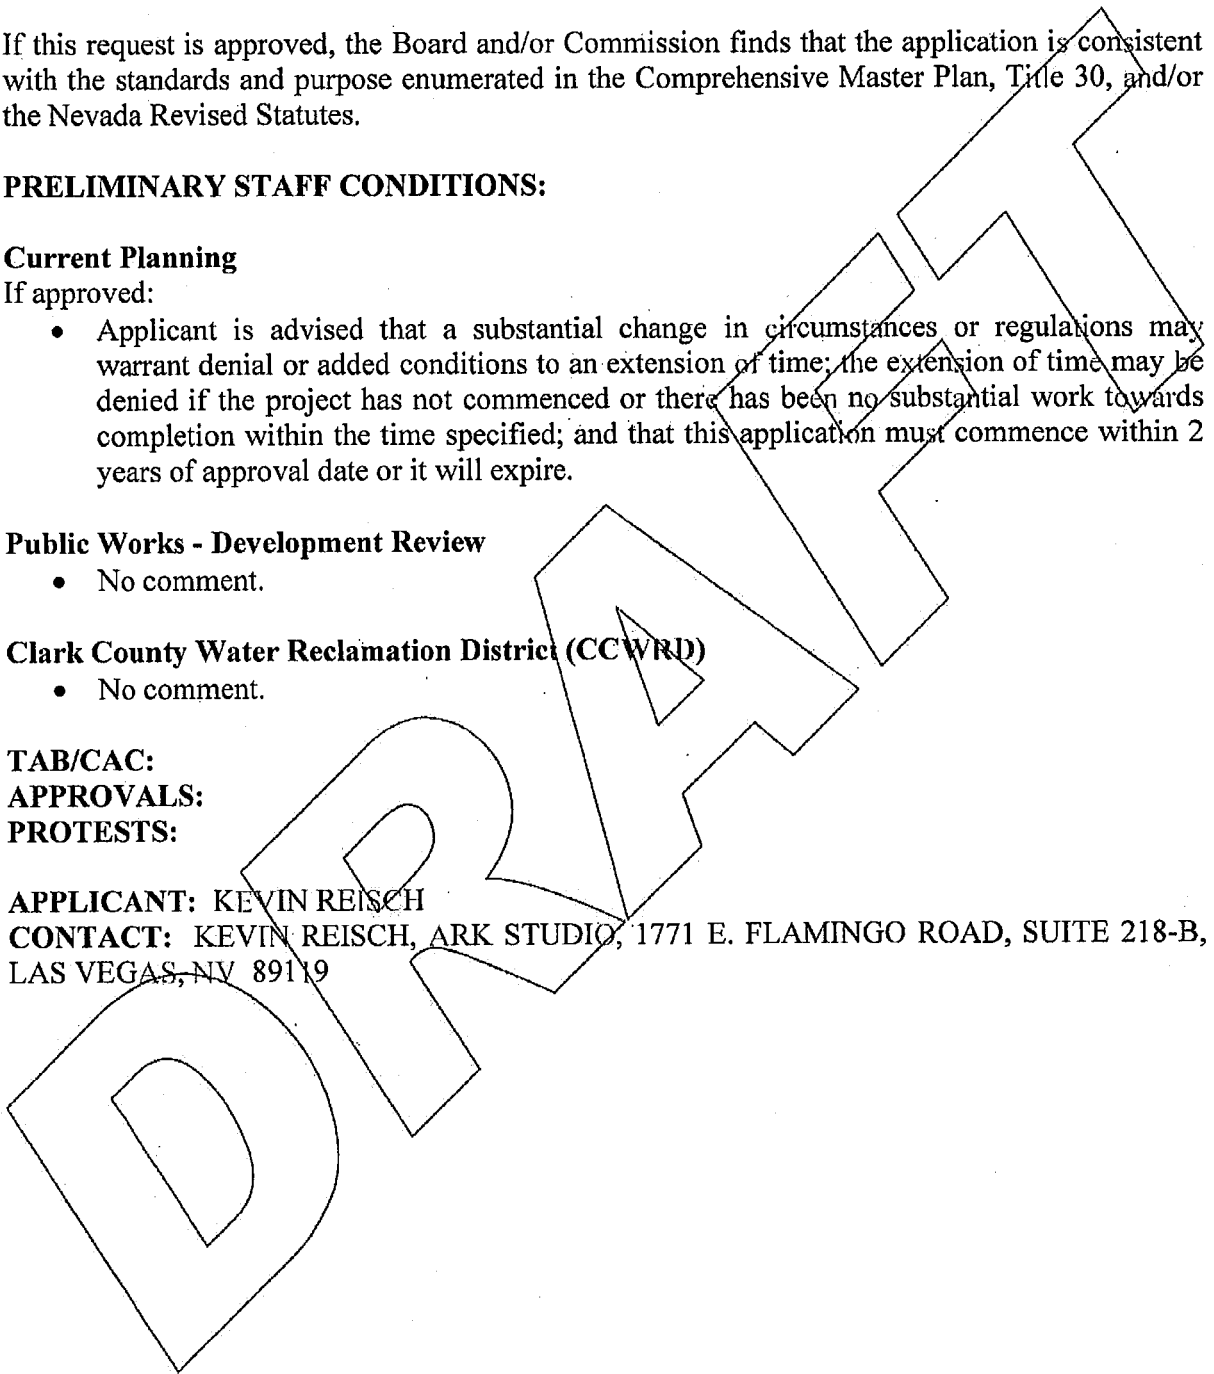 If this request is approved, the Board and/or Commission finds that the application is consistent
with the standards and purpose enumerated in the Comprehensive Master Plan, Title 30, and/or
the Nevada Revised Statutes.
PRELIMINARY STAFF CONDITIONS:
Current Planning
If approved:
• Applicant is advised that a substantial change in circumstances or regulations may
warrant denial or added conditions to an extension of time; the extension of time may be
denied if the project has not commenced or there has been no substantial work towards
completion within the time specified; and that this application must commence within 2
years of approval date or it will expire.
Public Works - Development Review
• No comment.
Clark County Water Reclamation District (CCWRD)
• No comment.
TAB/CAC:
APPROVALS:
PROTESTS:
APPLICANT: KEVIN REISCH
CONTACT: KEVIN REISCH, ARK STUDIO, 1771 E. FLAMINGO ROAD, SUITE 218-B,
LAS VEGAS, NV 89119
DRAFT